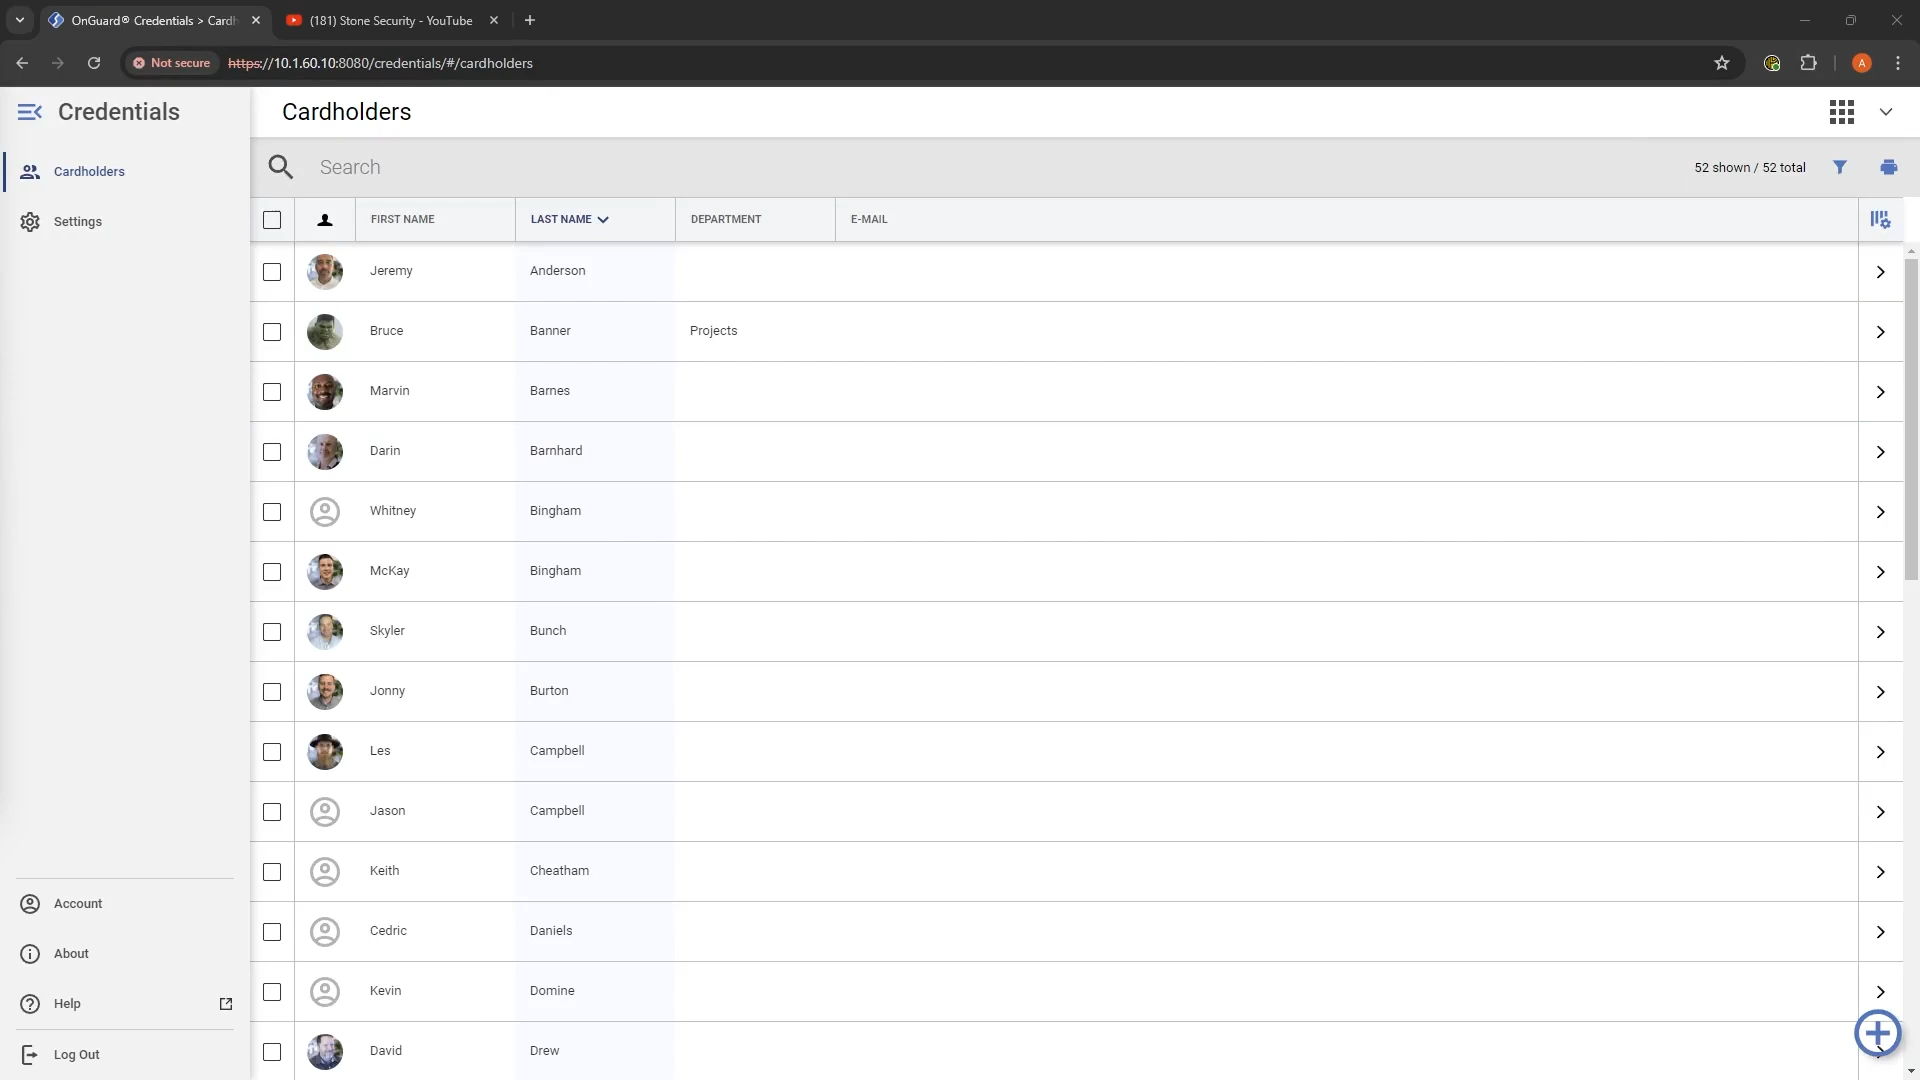 OnGuard® Credentials > Cardh
(181) Stone Security - YouTube
Not secure
https://10.1.60.10:8080/credentials/#/cardholders
A
Credentials
Cardholders
Cardholders
Settings
Search
52 shown / 52 total
FIRST NAME
LAST NAME
DEPARTMENT
E-MAIL
Jeremy Anderson
Bruce Banner Projects
Marvin Barnes
Darin Barnhard
Whitney Bingham
McKay Bingham
Skyler Bunch
Jonny Burton
Les Campbell
Jason Campbell
Keith Cheatham
Cedric Daniels
Kevin Domine
David Drew
Account
About
Help
Log Out